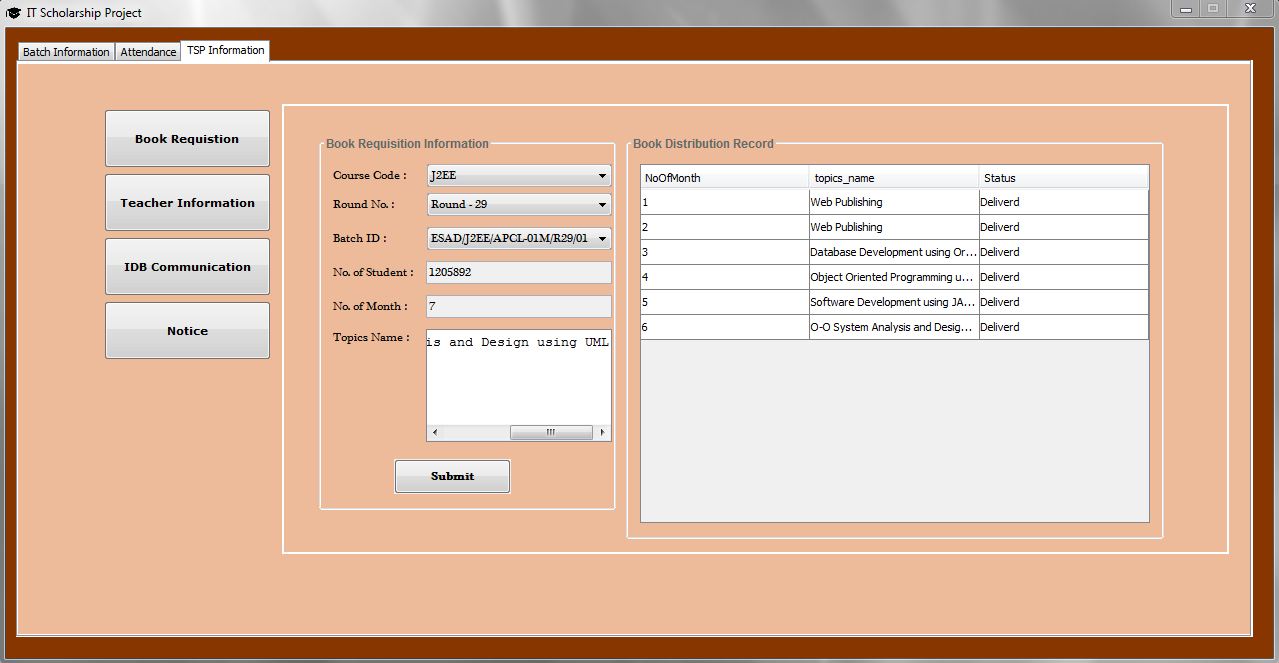 IT Scholarship Project
Batch Information Attendance TSP Information
Book Requistion
Teacher Information
IDB Communication
Notice
Book Requisition Information
Course Code : J2EE
Round No. : Round - 29
Batch ID : ESAD/J2EE/APCL-01M/R29/01
No. of Student : 1205892
No. of Month : 7
Topics Name : is and Design using UML
Submit
Book Distribution Record
NoOfMonth topics_name Status
1 Web Publishing Deliverd
2 Web Publishing Deliverd
3 Database Development using Or... Deliverd
4 Object Oriented Programming u... Deliverd
5 Software Development using JA... Deliverd
6 O-O System Analysis and Desig... Deliverd